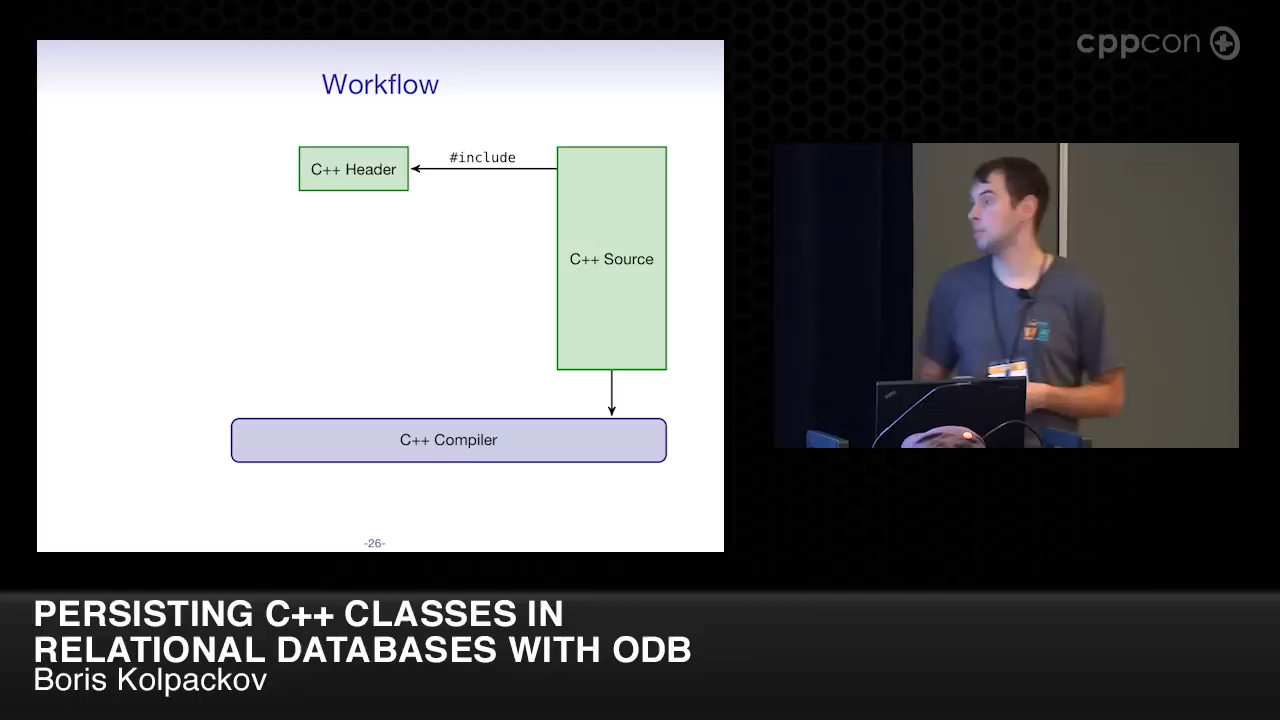 cppcon
Workflow
C++ Header
#include
C++ Source
C++ Compiler
-26-
PERSISTING C++ CLASSES IN
RELATIONAL DATABASES WITH ODB
Boris Kolpackov